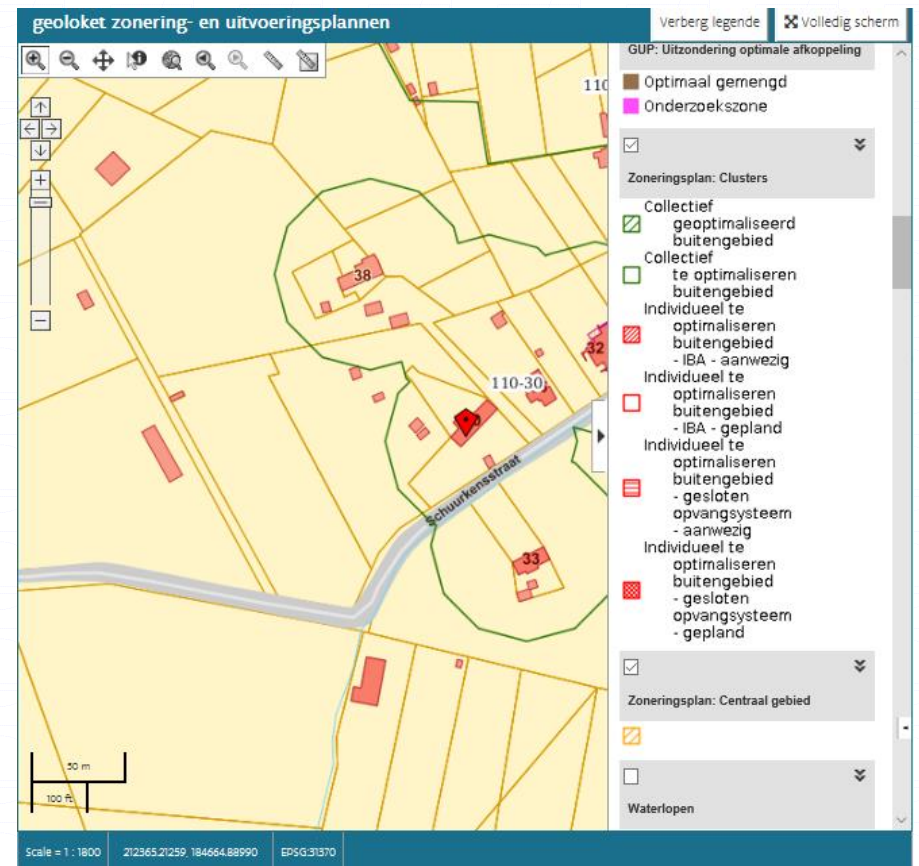 geoloket zonering- en uitvoeringsplannen
Verberg legende
Volledig scherm
110
38
32
110-30
Schuurkensstraat
33
50 m
100 ft
GUP: Uitzondering optimale afkoppeling
Optimaal gemengd
Onderzoekszone
Zoneringsplan: Clusters
Collectief
geoptimaliseerd
buitengebied
Collectief
te optimaliseren
buitengebied
Individueel te
optimaliseren
buitengebied
- IBA - aanwezig
Individueel te
optimaliseren
buitengebied
- IBA - gepland
Individueel te
optimaliseren
buitengebied
- gesloten
opvangsysteem
- aanwezig
Individueel te
optimaliseren
buitengebied
- gesloten
opvangsysteem
- gepland
Zoneringsplan: Centraal gebied
Waterlopen
Scale = 1 : 1800
212365.21259, 184664.88990
EPSG:31370